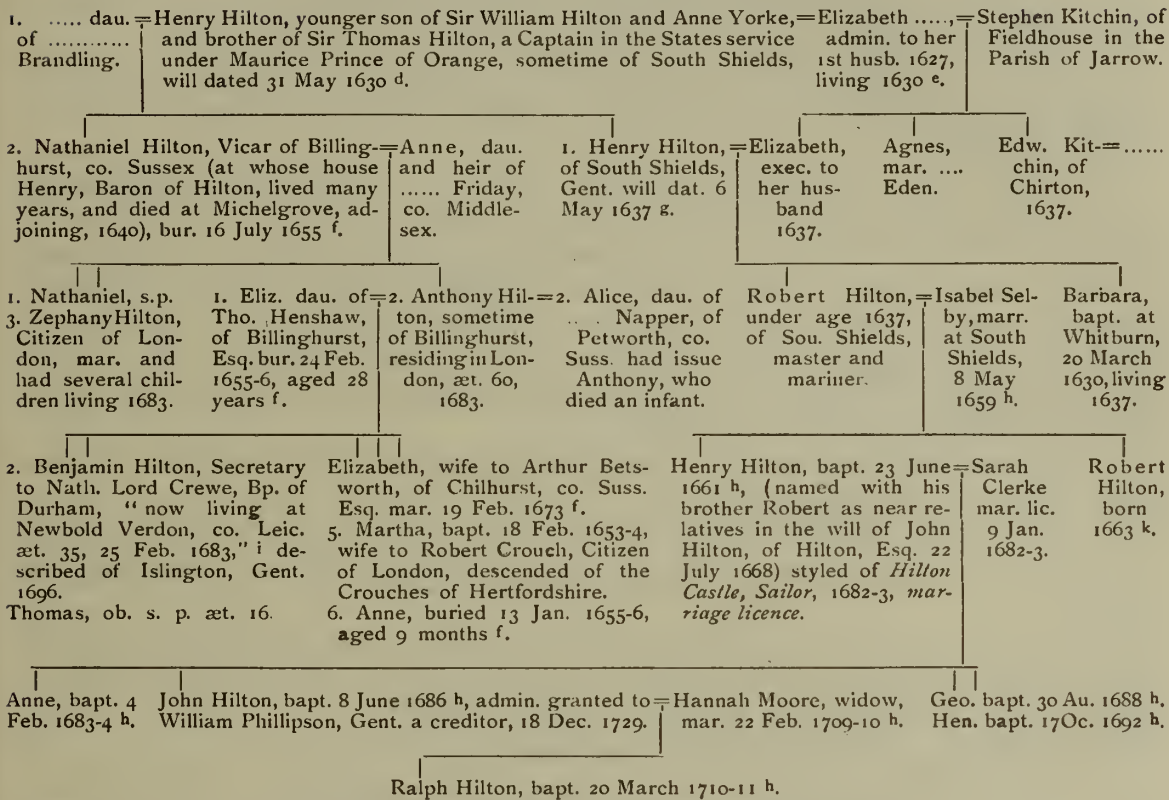 1. ..... dau.
of ............
Brandling.
=Henry Hilton, younger son of Sir William Hilton and Anne Yorke,=
and brother of Sir Thomas Hilton, a Captain in the States service
under Maurice Prince of Orange, sometime of South Shields,
will dated 31 May 1630 d.
Elizabeth .....,=
admin. to her
1st husb. 1627,
living 1630 e.
Stephen Kitchin, of
Fieldhouse in the
Parish of Jarrow.
2. Nathaniel Hilton, Vicar of Billing-=
hurst, co. Sussex (at whose house
Henry, Baron of Hilton, lived many
years, and died at Michelgrove, ad-
joining, 1640), bur. 16 July 1655 f.
Anne, dau.
and heir of
...... Friday,
co. Middle-
sex.
1. Henry Hilton,=
of South Shields,
Gent. will dat. 6
May 1637 g.
Elizabeth,
exec. to
her hus-
band
1637.
Agnes,
mar. ....
Eden.
Edw. Kit-=......
chin, of
Chirton,
1637.
1. Nathaniel, s.p.
3. Zephany Hilton,
Citizen of Lon-
don, mar. and
had several chil-
dren living 1683.
1. Eliz. dau. of=
Tho. Henshaw,
of Billinghurst,
Esq. bur. 24 Feb.
1655-6, aged 28
years f.
2. Anthony Hil-=
ton, sometime
of Billinghurst,
residing in Lon-
don, æt. 60,
1683.
2. Alice, dau. of
.. . Napper, of
Petworth, co.
Suss. had issue
Anthony, who
died an infant.
Robert Hilton,=
under age 1637,
of Sou. Shields,
master and
mariner.
Isabel Sel-
by, marr.
at South
Shields,
8 May
1659 h.
Barbara,
bapt. at
Whitburn,
20 March
1630, living
1637.
2. Benjamin Hilton, Secretary
to Nath. Lord Crewe, Bp. of
Durham, "now living at
Newbold Verdon, co. Leic.
æt. 35, 25 Feb. 1683," i de-
scribed of Islington, Gent.
1696.
Thomas, ob. s. p. æt. 16.
Elizabeth, wife to Arthur Bets-
worth, of Chilhurst, co. Suss.
Esq. mar. 19 Feb. 1673 f.
5. Martha, bapt. 18 Feb. 1653-4,
wife to Robert Crouch, Citizen
of London, descended of the
Crouches of Hertfordshire.
6. Anne, buried 13 Jan. 1655-6,
aged 9 months f.
Henry Hilton, bapt. 23 June=
1661 h, (named with his
brother Robert as near re-
latives in the will of John
Hilton, of Hilton, Esq. 22
July 1668) styled of Hilton
Castle, Sailor, 1682-3, mar-
riage licence.
Sarah
Clerke
mar. lic.
9 Jan.
1682-3.
Robert
Hilton,
born
1663 k.
Anne, bapt. 4
Feb. 1683-4 h.
John Hilton, bapt. 8 June 1686 h, admin. granted to=
William Phillipson, Gent. a creditor, 18 Dec. 1729.
Hannah Moore, widow,
mar. 22 Feb. 1709-10 h.
Geo. bapt. 30 Au. 1688 h.
Hen. bapt. 17 Oc. 1692 h.
Ralph Hilton, bapt. 20 March 1710-11 h.